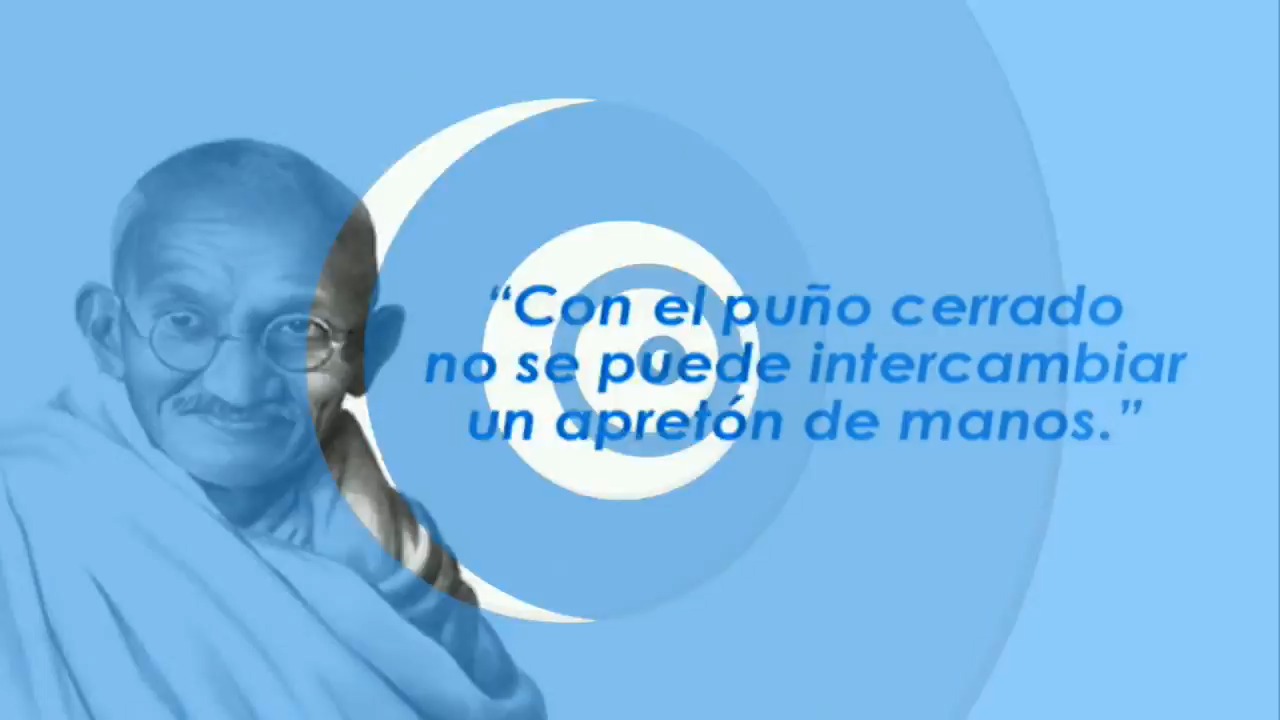 “Con el puño cerrado
no se puede intercambiar
un apretón de manos.”